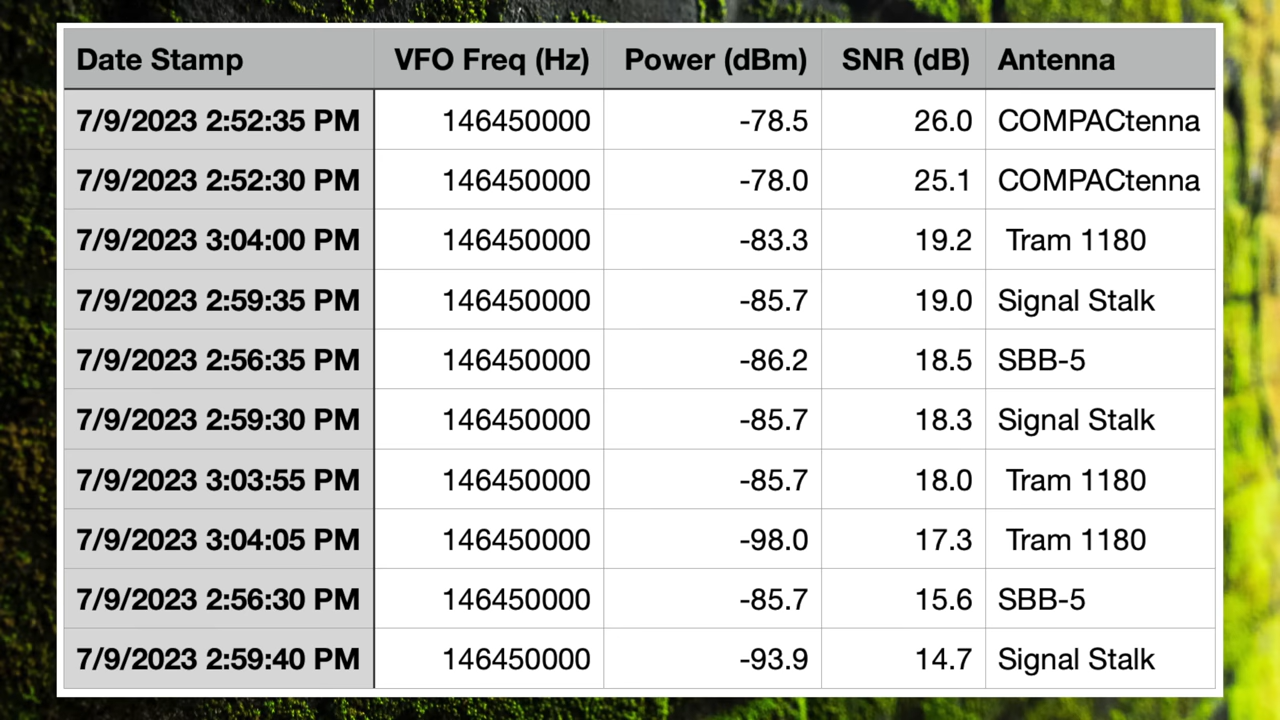 Date Stamp VFO Freq (Hz) Power (dBm) SNR (dB) Antenna
7/9/2023 2:52:35 PM 146450000 -78.5 26.0 COMPACtenna
7/9/2023 2:52:30 PM 146450000 -78.0 25.1 COMPACtenna
7/9/2023 3:04:00 PM 146450000 -83.3 19.2 Tram 1180
7/9/2023 2:59:35 PM 146450000 -85.7 19.0 Signal Stalk
7/9/2023 2:56:35 PM 146450000 -86.2 18.5 SBB-5
7/9/2023 2:59:30 PM 146450000 -85.7 18.3 Signal Stalk
7/9/2023 3:03:55 PM 146450000 -85.7 18.0 Tram 1180
7/9/2023 3:04:05 PM 146450000 -98.0 17.3 Tram 1180
7/9/2023 2:56:30 PM 146450000 -85.7 15.6 SBB-5
7/9/2023 2:59:40 PM 146450000 -93.9 14.7 Signal Stalk